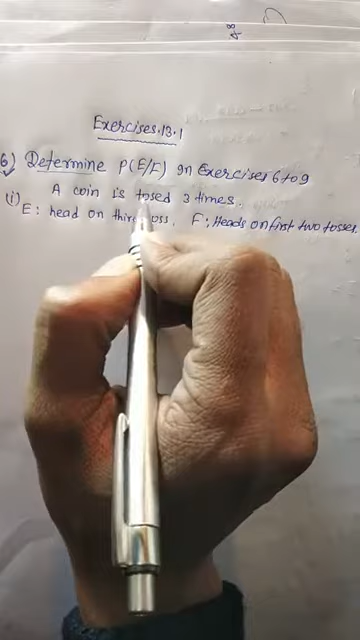 Exercises.13.1
6) Determine P(E/F) In Exercises 6 to 9
(i) A coin is tosed 3 times.
E: head on third toss, F: Heads on first two tosses.